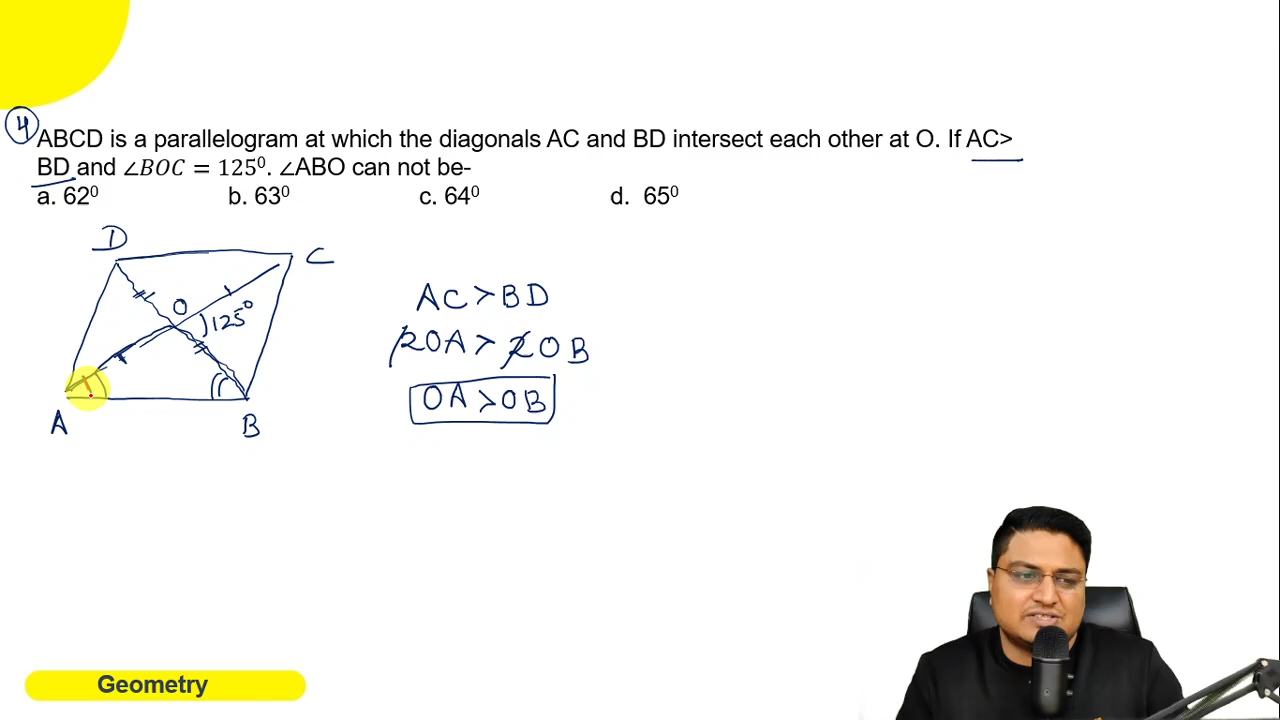 4
ABCD is a parallelogram at which the diagonals AC and BD intersect each other at O. If AC>
BD and ∠BOC = 125⁰. ∠ABO can not be-
a. 62⁰ b. 63⁰ c. 64⁰ d. 65⁰
D
C
O
125°
A
B
AC > BD
2OA > 2OB
OA > OB
Geometry